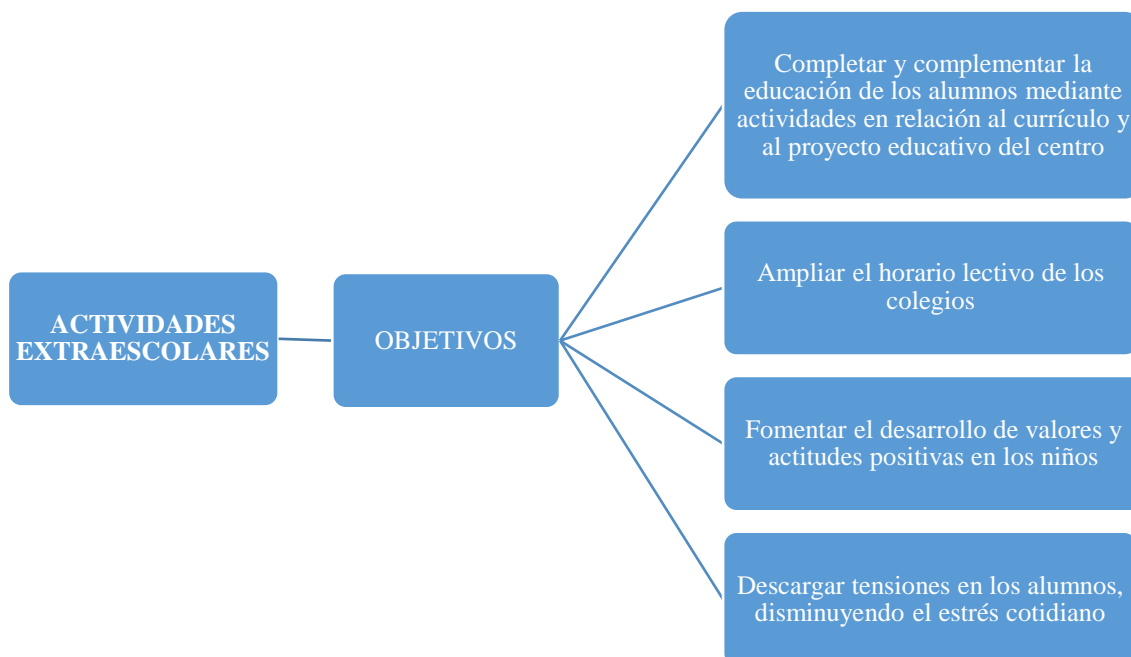 ACTIVIDADES
EXTRAESCOLARES
OBJETIVOS
Completar y complementar la
educación de los alumnos mediante
actividades en relación al currículo y
al proyecto educativo del centro
Ampliar el horario lectivo de los
colegios
Fomentar el desarrollo de valores y
actitudes positivas en los niños
Descargar tensiones en los alumnos,
disminuyendo el estrés cotidiano